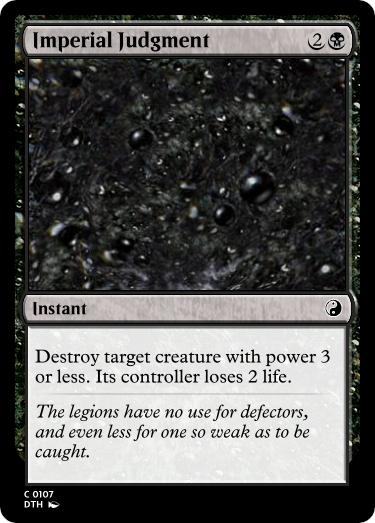 Imperial Judgment 2
Instant
Destroy target creature with power 3
or less. Its controller loses 2 life.
The legions have no use for defectors,
and even less for one so weak as to be
caught.
C 0107
DTH